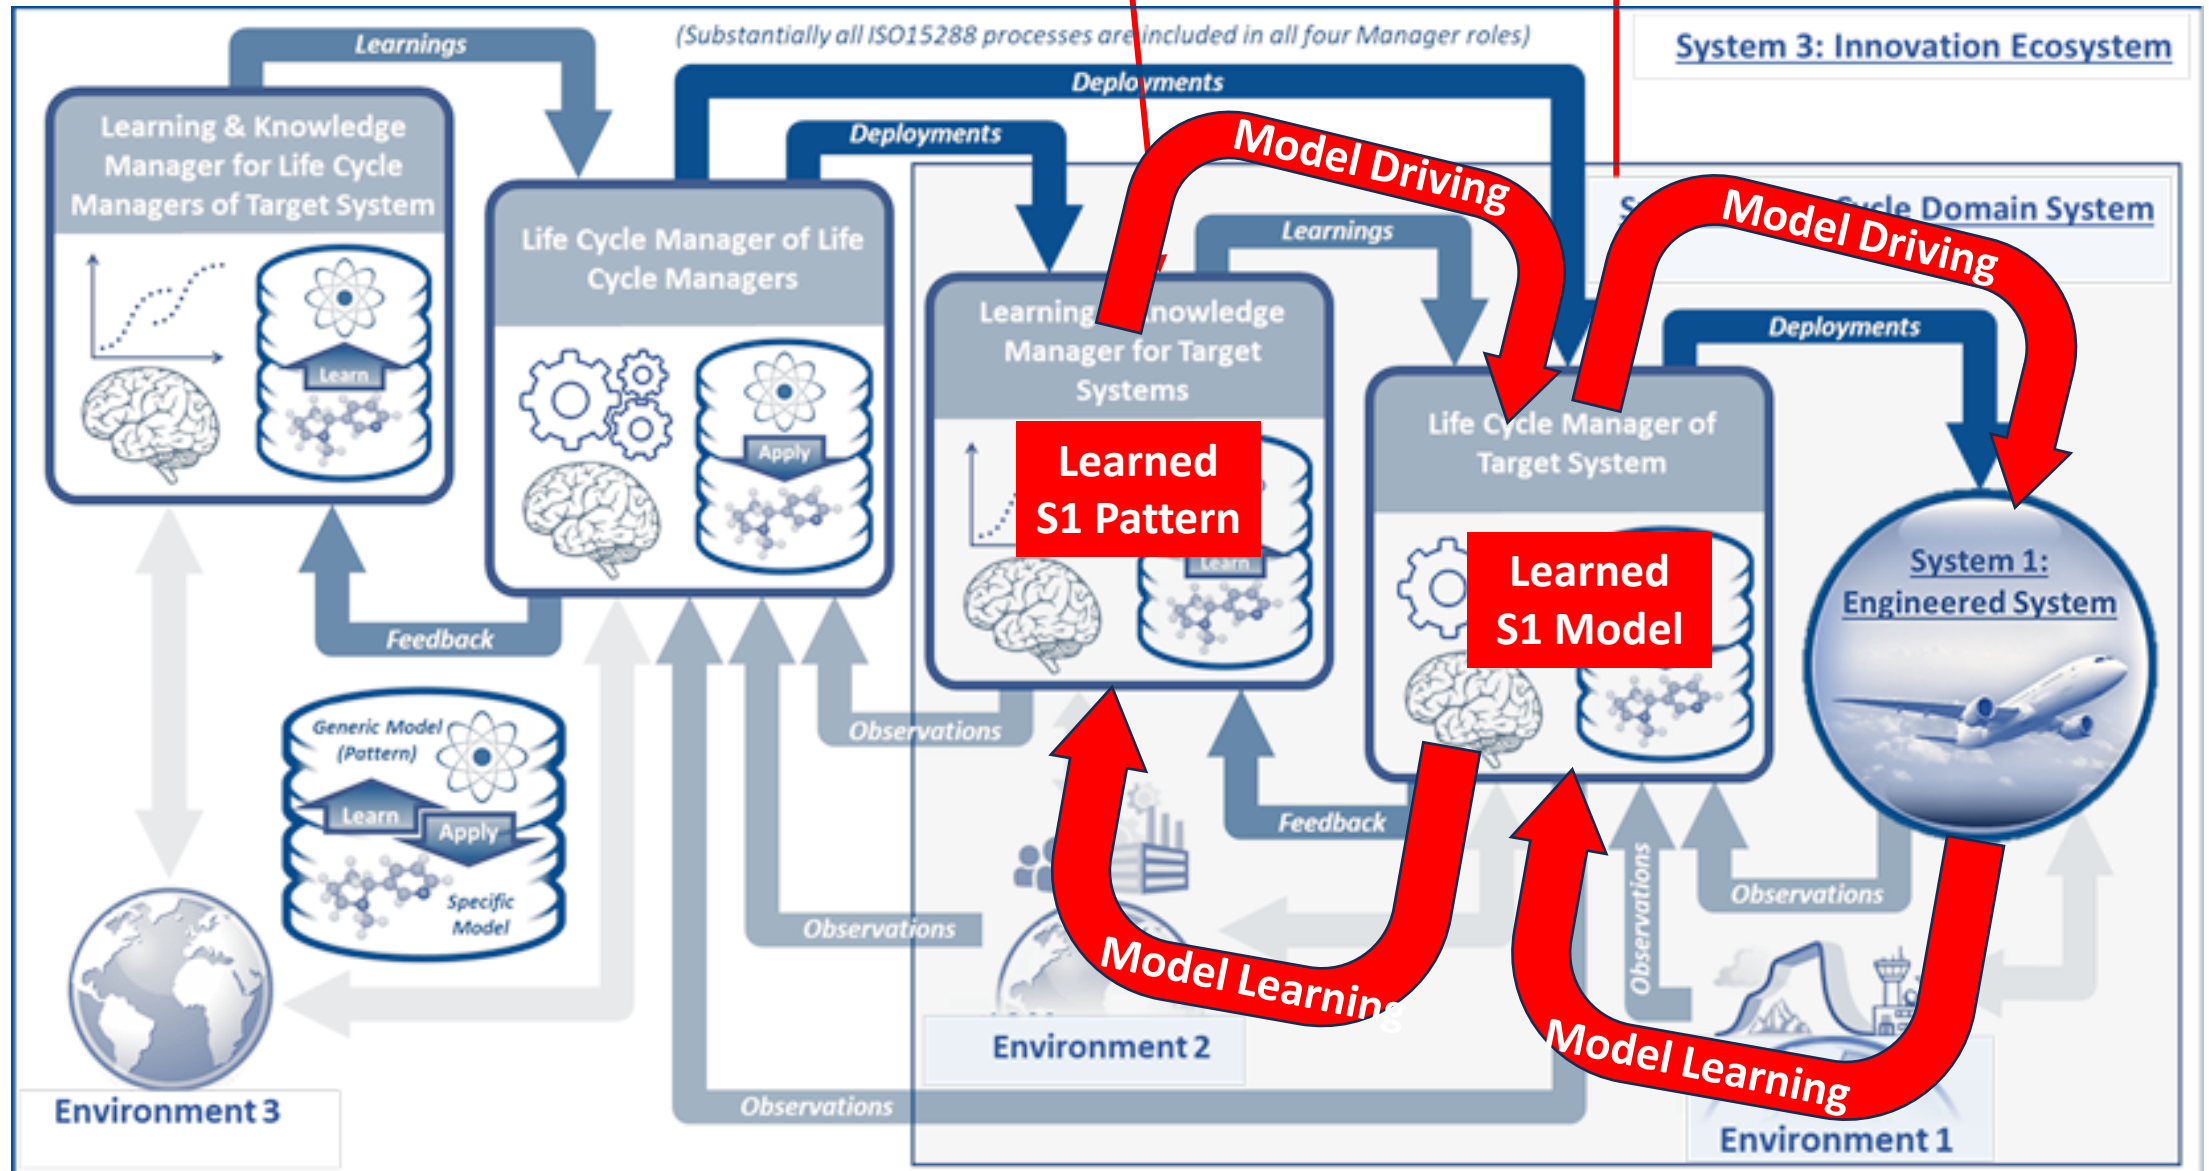 Learnings
(Substantially all ISO15288 processes are included in all four Manager roles)
System 3: Innovation Ecosystem
Deployments
Deployments
Learning & Knowledge
Manager for Life Cycle
Managers of Target System
Learn
Life Cycle Manager of Life
Cycle Managers
Apply
Model Driving
Model Driving
Cycle Domain System
Learnings
Deployments
Learning
Knowledge
Manager for Target
Systems
Learned
S1 Pattern
Learn
Life Cycle Manager of
Target System
Learned
S1 Model
System 1:
Engineered System
Feedback
Generic Model
(Pattern)
Learn
Apply
Specific
Model
Observations
Feedback
Observations
Observations
Observations
Model Learning
Model Learning
Environment 3
Environment 2
Observations
Environment 1